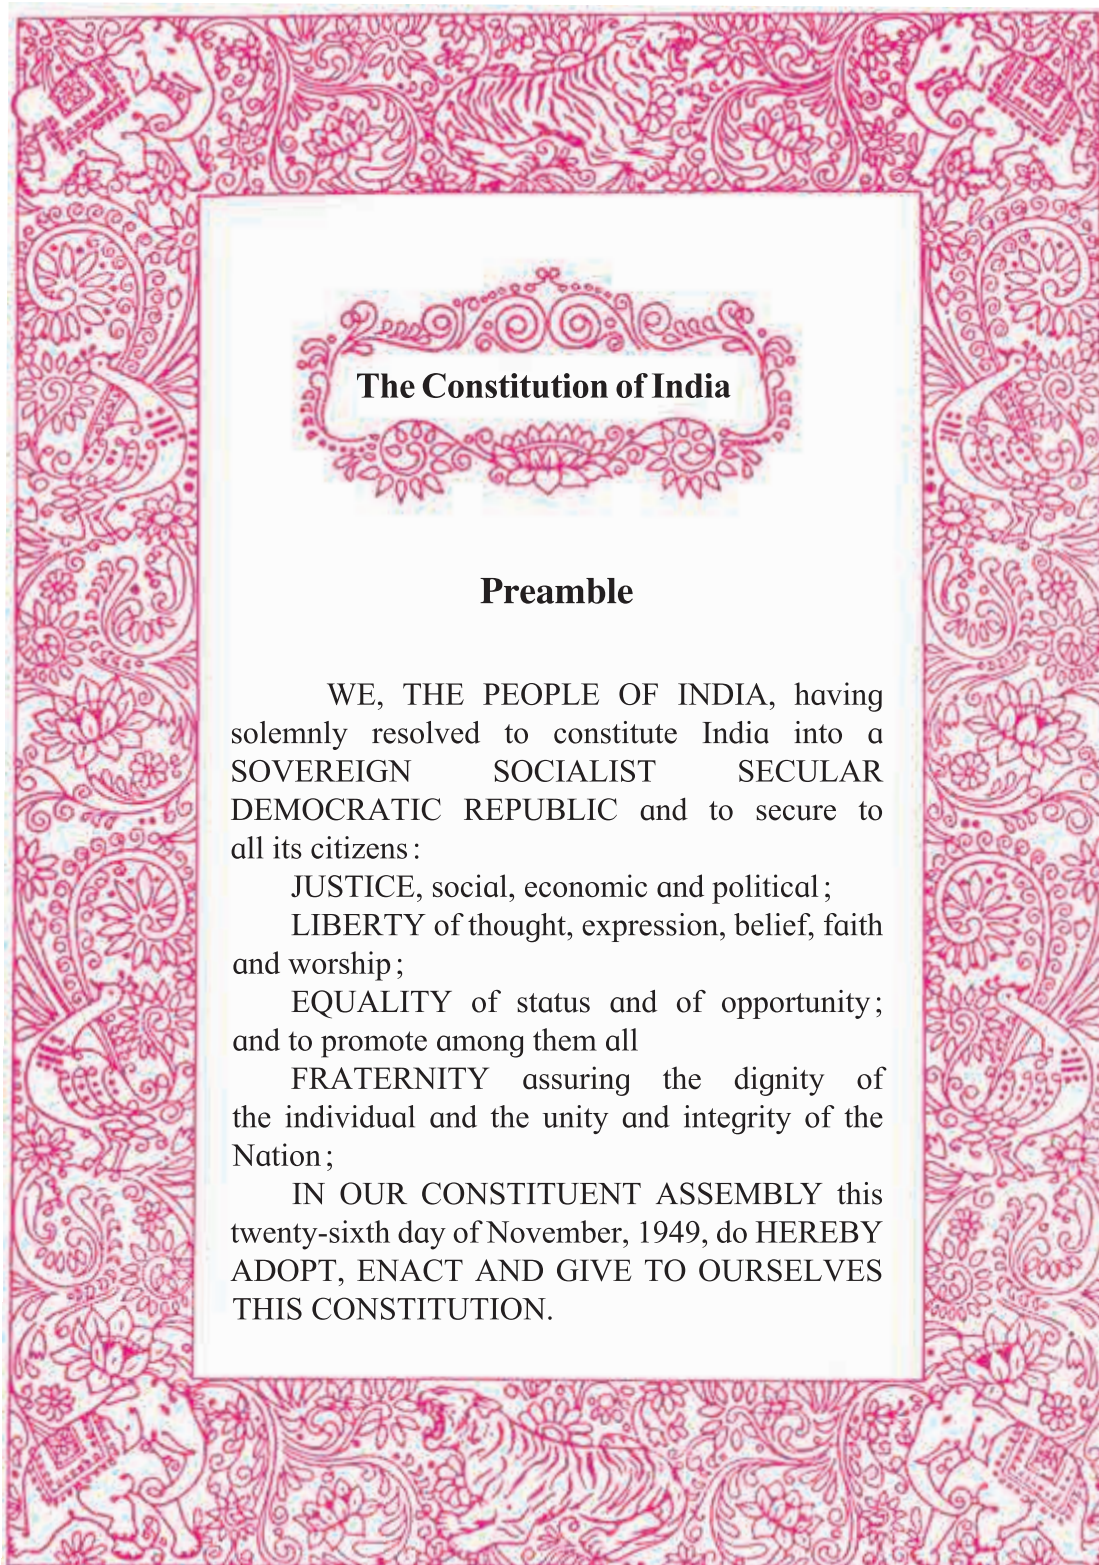 The Constitution of India
Preamble
WE, THE PEOPLE OF INDIA, having
solemnly resolved to constitute India into a
SOVEREIGN SOCIALIST SECULAR
DEMOCRATIC REPUBLIC and to secure to
all its citizens :
JUSTICE, social, economic and political ;
LIBERTY of thought, expression, belief, faith
and worship ;
EQUALITY of status and of opportunity ;
and to promote among them all
FRATERNITY assuring the dignity of
the individual and the unity and integrity of the
Nation ;
IN OUR CONSTITUENT ASSEMBLY this
twenty-sixth day of November, 1949, do HEREBY
ADOPT, ENACT AND GIVE TO OURSELVES
THIS CONSTITUTION.